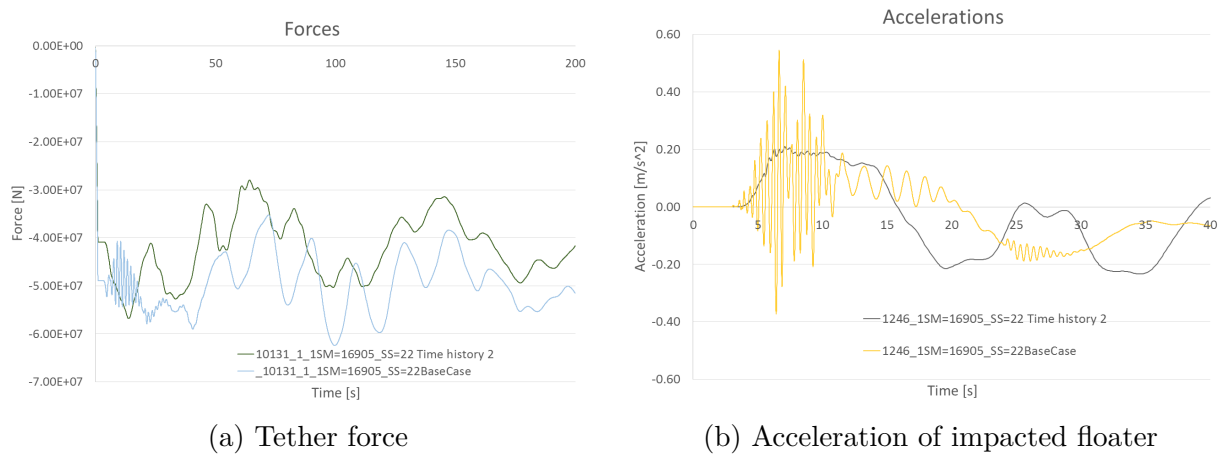 Forces
0.00E+00
0
50
100
150
200
-1.00E+07
-2.00E+07
-3.00E+07
-4.00E+07
-5.00E+07
-6.00E+07
-7.00E+07
Force [N]
10131_1_1SM=16905_SS=22 Time history 2
_10131_1_1SM=16905_SS=22BaseCase
Time [s]
(a) Tether force
Accelerations
0.60
0.40
0.20
0.00
-0.20
-0.40
-0.60
Acceleration [m/s^2]
0
5
10
15
20
25
30
35
40
1246_1SM=16905_SS=22 Time history 2
1246_1SM=16905_SS=22BaseCase
Time [s]
(b) Acceleration of impacted floater